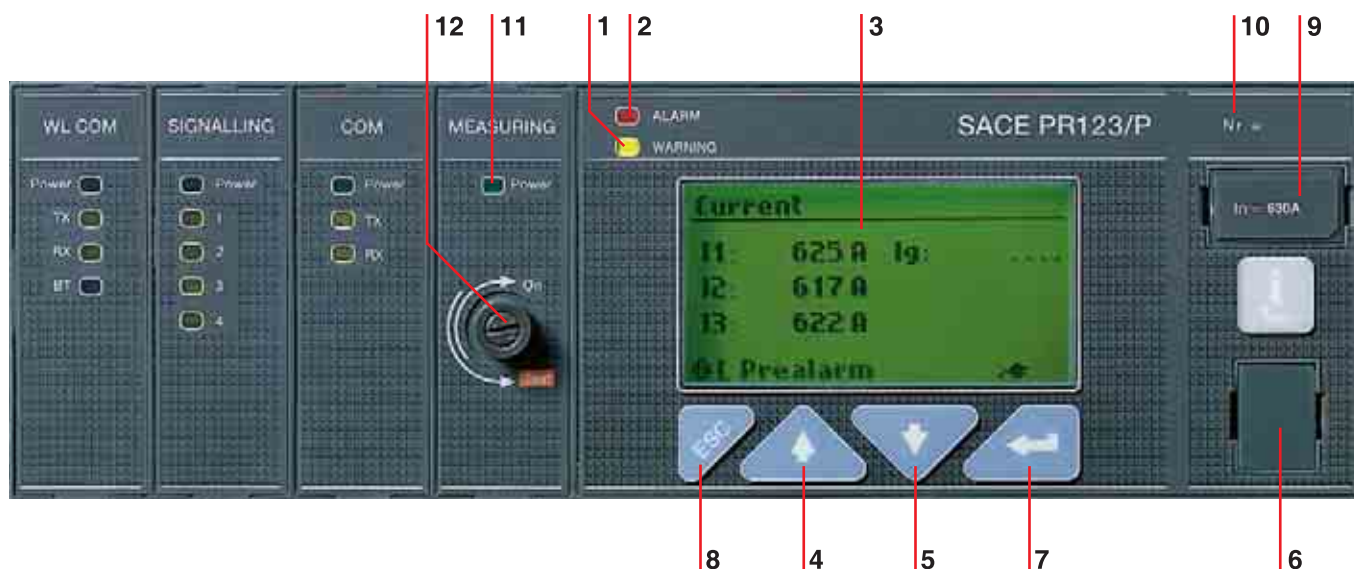 12 11 1 2 3 10 9
WL COM
Power
TX
RX
BT
SIGNALLING
Power
1
2
3
4
COM
Power
TX
RX
MEASURING
Power
On
Test
ALARM
WARNING
SACE PR123/P
Current
I1: 625 A Ig: ....
I2: 617 A
I3: 622 A
L Prealarm
ESC
Nr =
In = 630A
i
8 4 5 7 6